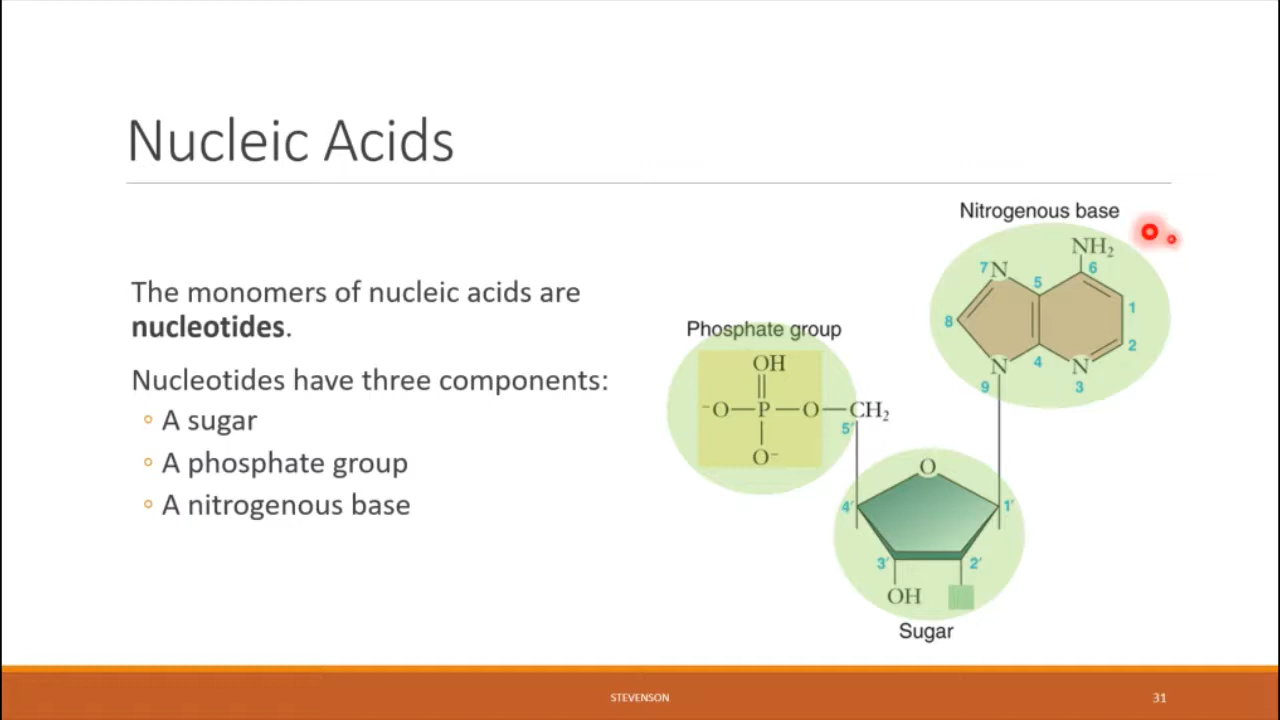 Nucleic Acids
The monomers of nucleic acids are
nucleotides.
Nucleotides have three components:
◦ A sugar
◦ A phosphate group
◦ A nitrogenous base
Nitrogenous base
NH₂
7 N
6
5
1
8
2
4
N
N
9
3
Phosphate group
OH
⁻O—P—O—CH₂
5′
O⁻
O
4′
1′
3′
2′
OH
Sugar
STEVENSON
31